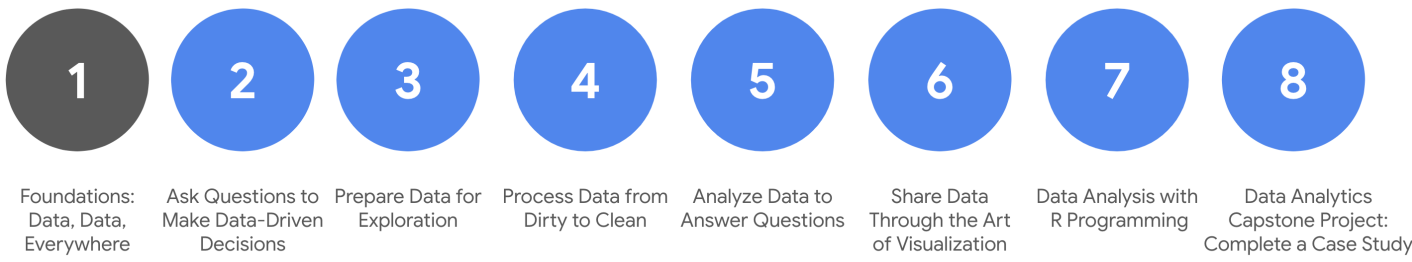 1
2
3
4
5
6
7
8
Foundations:
Data, Data,
Everywhere
Ask Questions to
Make Data-Driven
Decisions
Prepare Data for
Exploration
Process Data from
Dirty to Clean
Analyze Data to
Answer Questions
Share Data
Through the Art
of Visualization
Data Analysis with
R Programming
Data Analytics
Capstone Project:
Complete a Case Study